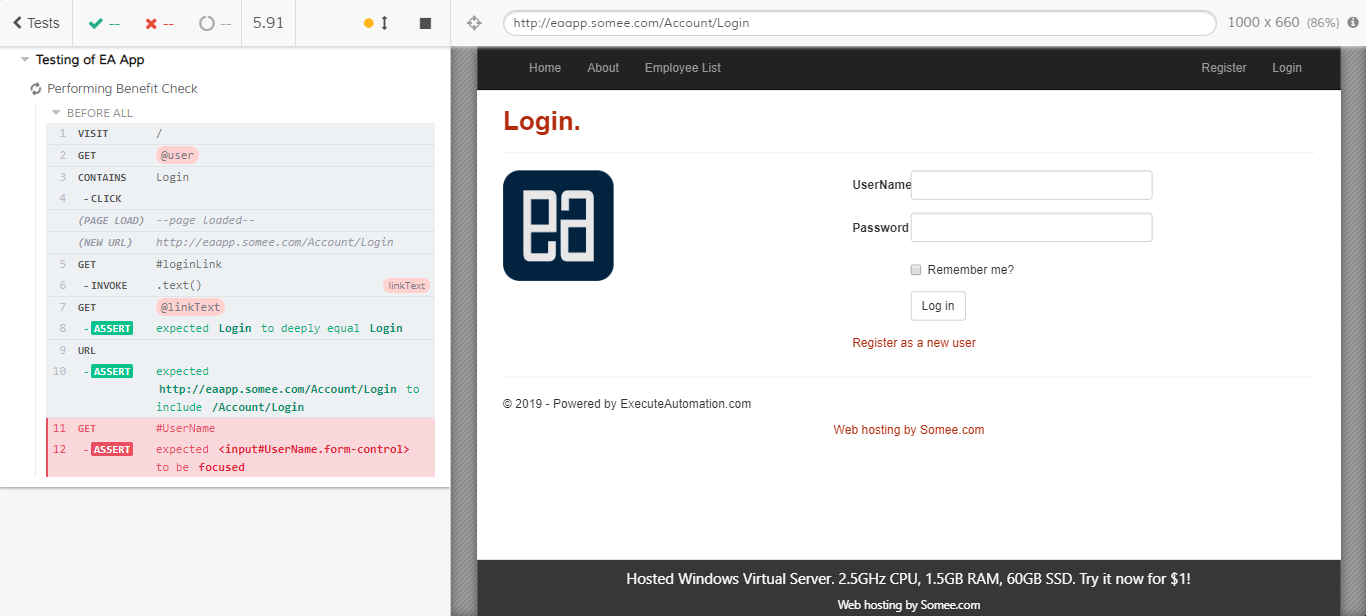 Tests
--
--
--
5.91
http://eaapp.somee.com/Account/Login
1000 x 660 (86%)
Testing of EA App
Performing Benefit Check
BEFORE ALL
1 VISIT /
2 GET @user
3 CONTAINS Login
4 - CLICK
(PAGE LOAD) --page loaded--
(NEW URL) http://eaapp.somee.com/Account/Login
5 GET #loginLink
6 - INVOKE .text() linkText
7 GET @linkText
8 - ASSERT expected Login to deeply equal Login
9 URL
10 - ASSERT expected
http://eaapp.somee.com/Account/Login to
include /Account/Login
11 GET #UserName
12 - ASSERT expected <input#UserName.form-control>
to be focused
Home About Employee List Register Login
Login.
ea
UserName
Password
Remember me?
Log in
Register as a new user
© 2019 - Powered by ExecuteAutomation.com
Web hosting by Somee.com
Hosted Windows Virtual Server. 2.5GHz CPU, 1.5GB RAM, 60GB SSD. Try it now for $1!
Web hosting by Somee.com